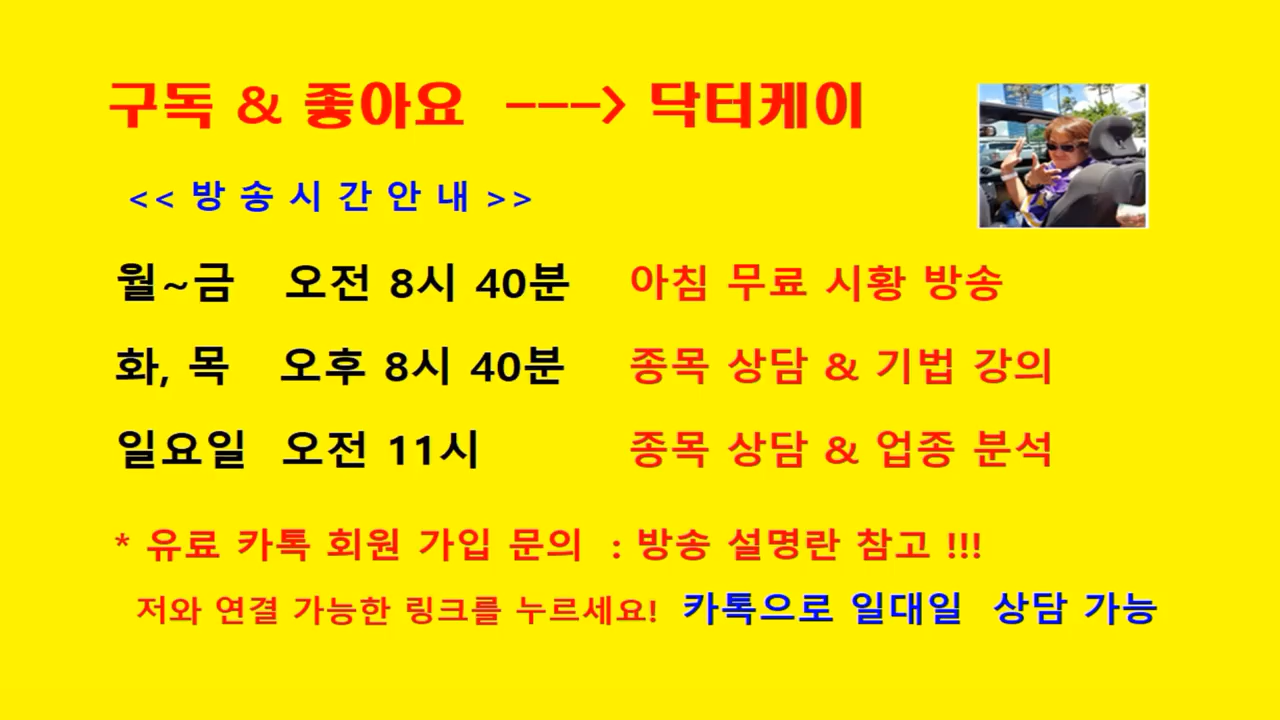 구독 & 좋아요 ---> 닥터케이
<< 방 송 시 간 안 내 >>
월~금 오전 8시 40분 아침 무료 시황 방송
화, 목 오후 8시 40분 종목 상담 & 기법 강의
일요일 오전 11시 종목 상담 & 업종 분석
* 유료 카톡 회원 가입 문의 : 방송 설명란 참고 !!!
저와 연결 가능한 링크를 누르세요! 카톡으로 일대일 상담 가능